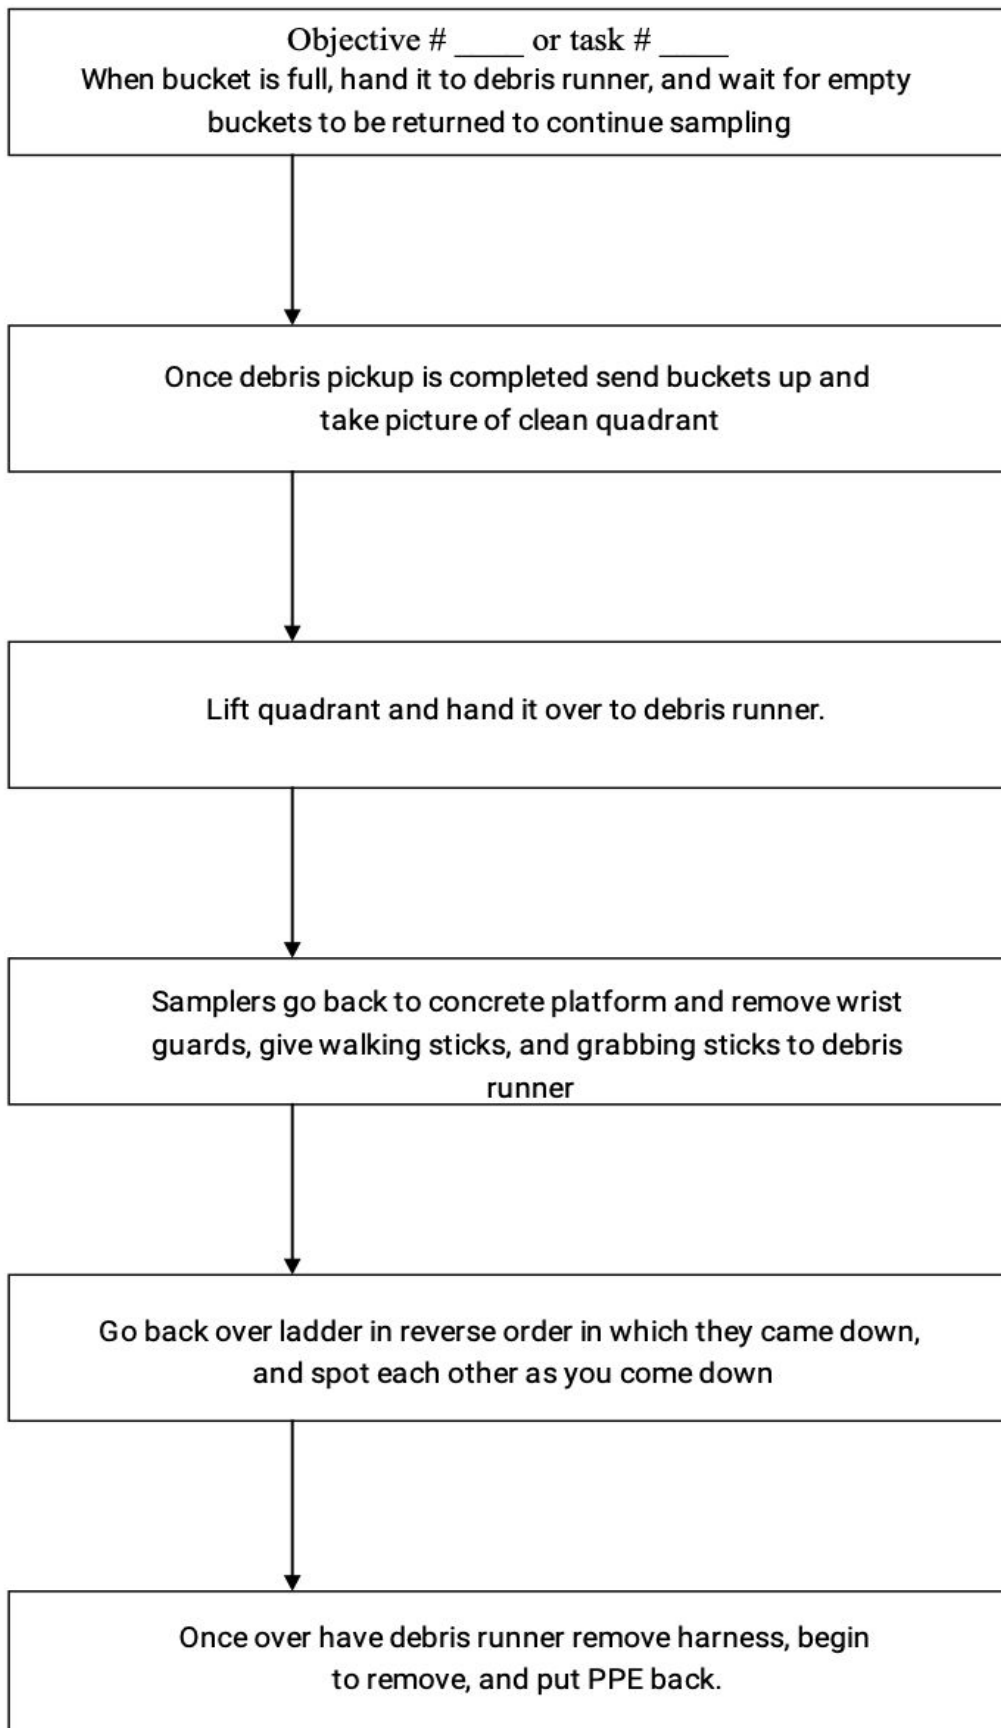 Objective # ____ or task # ____
When bucket is full, hand it to debris runner, and wait for empty
buckets to be returned to continue sampling
Once debris pickup is completed send buckets up and
take picture of clean quadrant
Lift quadrant and hand it over to debris runner.
Samplers go back to concrete platform and remove wrist
guards, give walking sticks, and grabbing sticks to debris
runner
Go back over ladder in reverse order in which they came down,
and spot each other as you come down
Once over have debris runner remove harness, begin
to remove, and put PPE back.